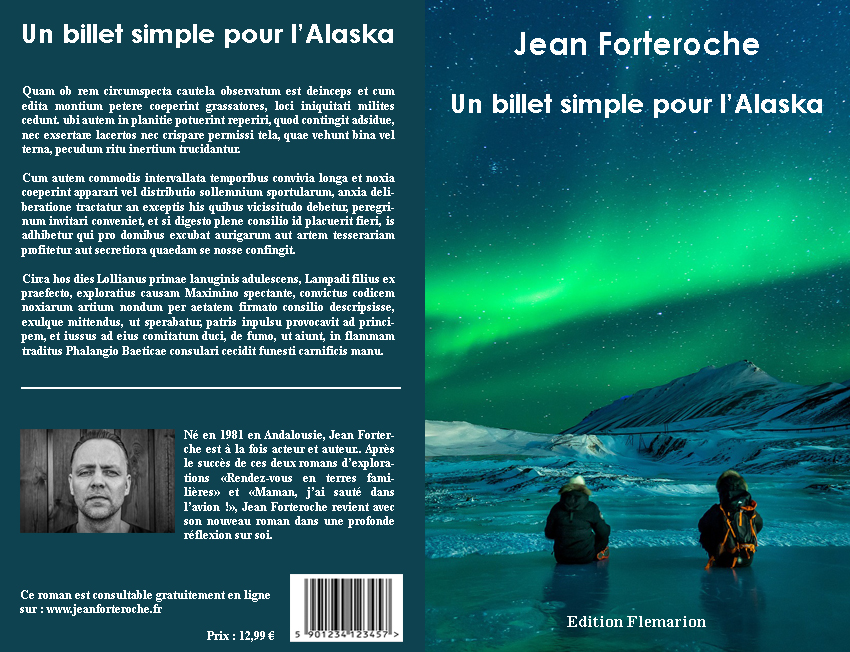 Un billet simple pour l’Alaska
Quam ob rem circumspecta cautela observatum est deinceps et cum
edita montium petere coeperint grassatores, loci iniquitati milites
cedunt. ubi autem in planitie potuerint reperiri, quod contingit adsidue,
nec exsertare lacertos nec crispare permissi tela, quae vehunt bina vel
terna, pecudum ritu inertium trucidantur.
Cum autem commodis intervallata temporibus convivia longa et noxia
coeperint apparari vel distributio sollemnium sportularum, anxia deli-
beratione tractatur an exceptis his quibus vicissitudo debetur, peregri-
num invitari conveniet, et si digesto plene consilio id placuerit fieri, is
adhibetur qui pro domibus excubat aurigarum aut artem tesserariam
profitetur aut secretiora quaedam se nosse confingit.
Circa hos dies Lollianus primae lanuginis adulescens, Lampadi filius ex
praefecto, exploratius causam Maximino spectante, convictus codicem
noxiarum artium nondum per aetatem firmato consilio descripsisse,
exulque mittendus, ut sperabatur, patris inpulsu provocavit ad princi-
pem, et iussus ad eius comitatum duci, de fumo, ut aiunt, in flammam
traditus Phalangio Baeticae consulari cecidit funesti carnificis manu.
Né en 1981 en Andalousie, Jean Forter-
che est à la fois acteur et auteur.. Après
le succès de ces deux romans d’explora-
tions «Rendez-vous en terres fami-
lières» et «Maman, j’ai sauté dans
l’avion !», Jean Forteroche revient avec
son nouveau roman dans une profonde
réflexion sur soi.
Ce roman est consultable gratuitement en ligne
sur : www.jeanforteroche.fr
Prix : 12,99 €
5 901234 123457 >
Jean Forteroche
Un billet simple pour l’Alaska
Edition Flemarion